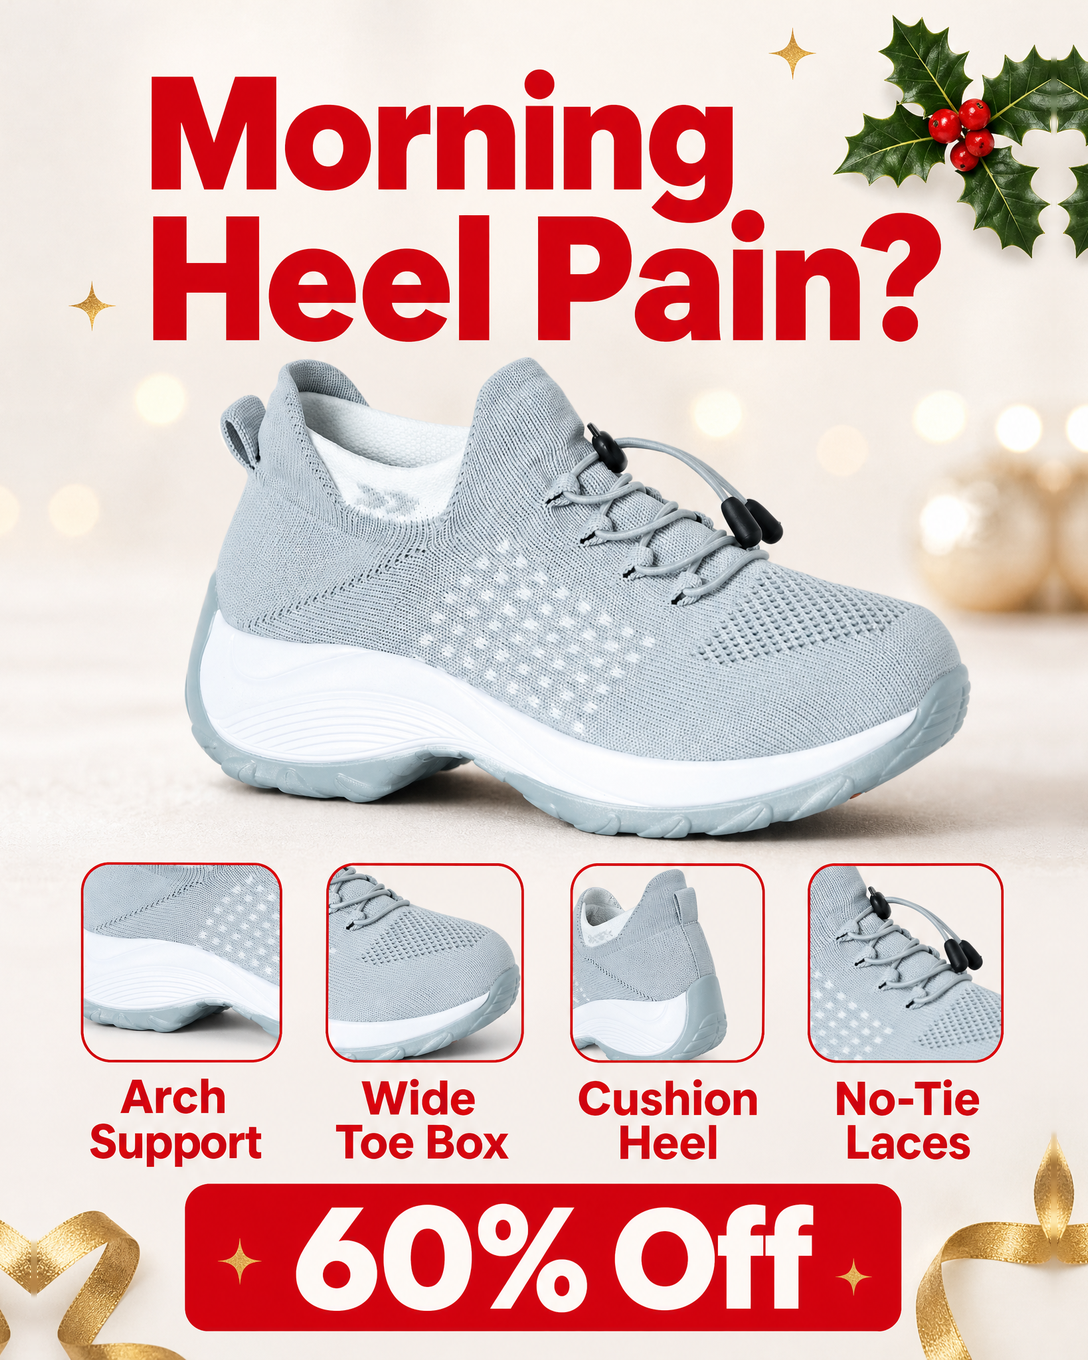 Morning
Heel Pain?
Arch
Support
Wide
Toe Box
Cushion
Heel
No-Tie
Laces
60% Off